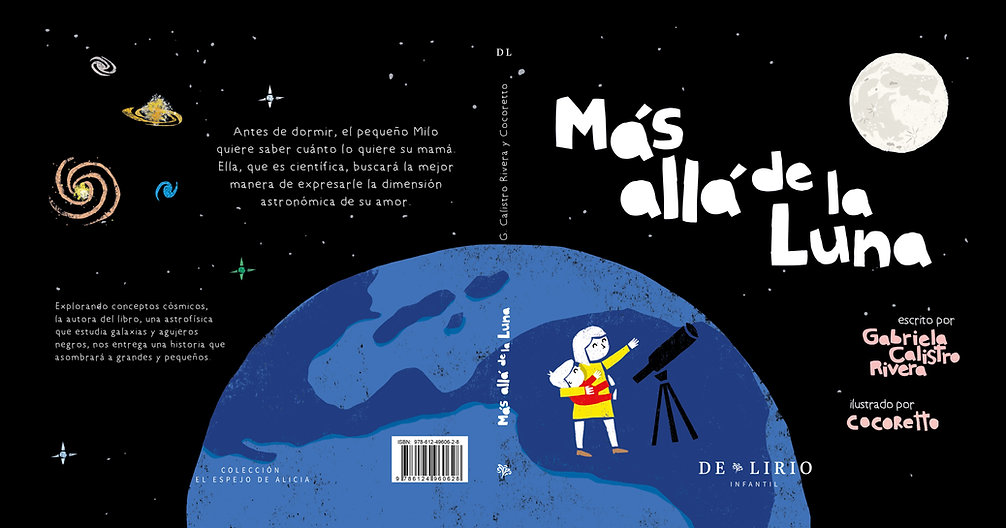 Antes de dormir, el pequeño Milo
quiere saber cuánto lo quiere su mamá.
Ella, que es científica, buscará la mejor
manera de expresarle la dimensión
astronómica de su amor.
Explorando conceptos cósmicos,
la autora del libro, una astrofísica
que estudia galaxias y agujeros
negros, nos entrega una historia que
asombrará a grandes y pequeños.
COLECCIÓN
EL ESPEJO DE ALICIA
ISBN: 978-612-49606-2-8
9 786124 960628
DL
G. Calistro Rivera y Cocoretto
Más allá de la Luna
Más
allá de la
Luna
escrito por
Gabriela
Calistro
Rivera
ilustrado por
Cocoretto
DE LIRIO
INFANTIL